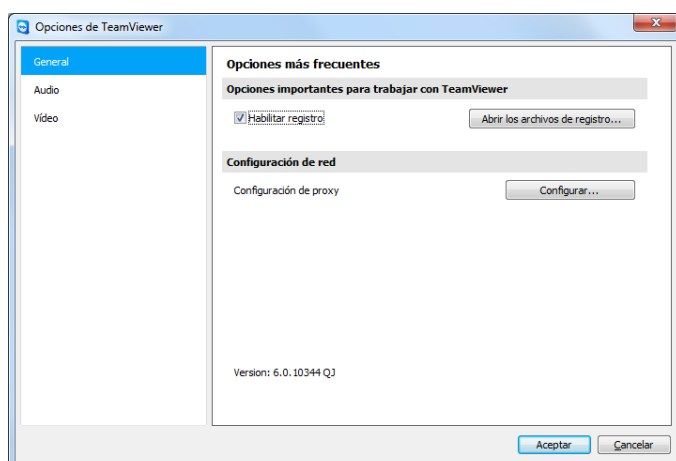 Opciones de TeamViewer
General
Audio
Vídeo
Opciones más frecuentes
Opciones importantes para trabajar con TeamViewer
Habilitar registro
Abrir los archivos de registro...
Configuración de red
Configuración de proxy
Configurar...
Version: 6.0.10344 QJ
Aceptar
Cancelar